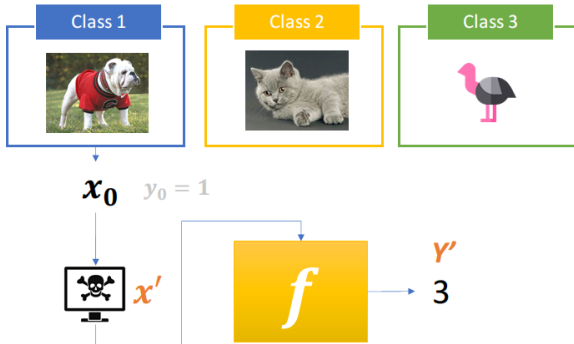 Class 1
Class 2
Class 3
x₀ y₀ = 1
x′
f
Y'
3